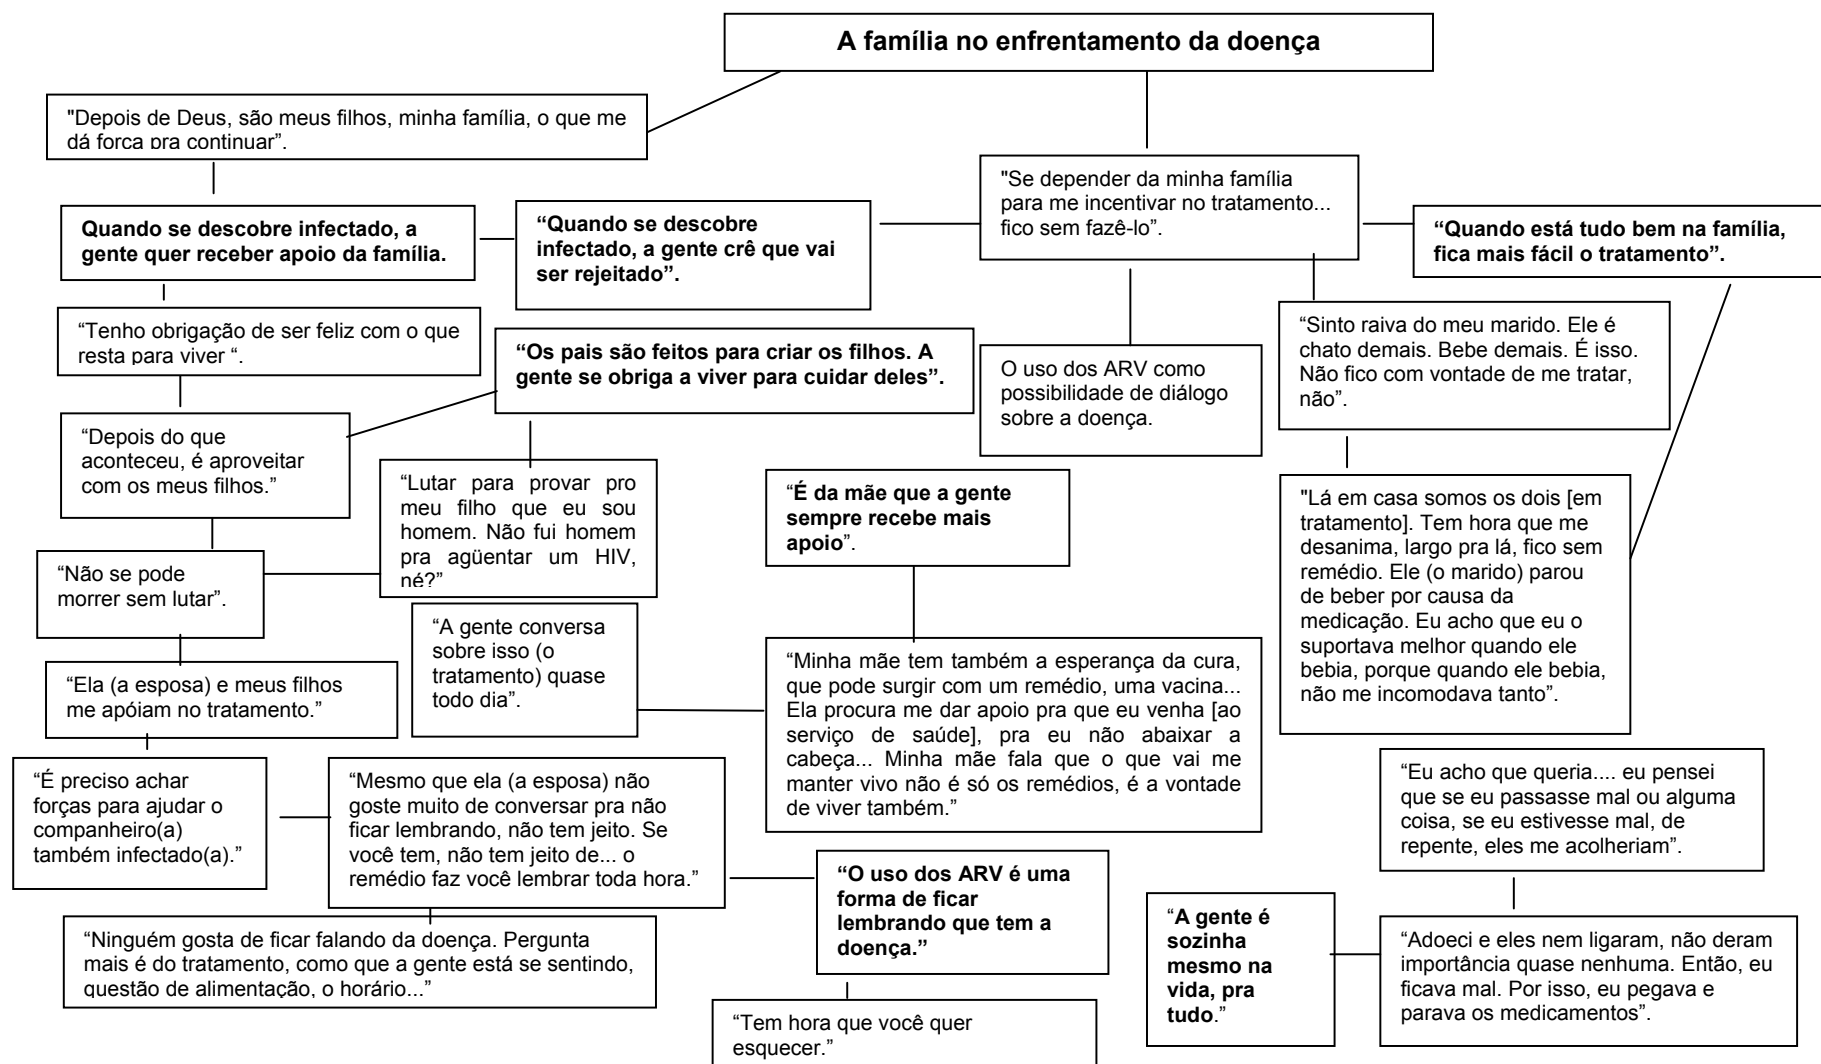 A família no enfrentamento da doença
"Depois de Deus, são meus filhos, minha família, o que me
dá força pra continuar”.
"Se depender da minha família
para me incentivar no tratamento...
fico sem fazê-lo”.
Quando se descobre infectado, a
gente quer receber apoio da família.
“Quando se descobre
infectado, a gente crê que vai
ser rejeitado”.
“Quando está tudo bem na família,
fica mais fácil o tratamento”.
“Tenho obrigação de ser feliz com o que
resta para viver “.
“Os pais são feitos para criar os filhos. A
gente se obriga a viver para cuidar deles”.
O uso dos ARV como
possibilidade de diálogo
sobre a doença.
“Sinto raiva do meu marido. Ele é
chato demais. Bebe demais. É isso.
Não fico com vontade de me tratar,
não”.
“Depois do que
aconteceu, é aproveitar
com os meus filhos.”
“Lutar para provar pro
meu filho que eu sou
homem. Não fui homem
pra agüentar um HIV,
né?”
“É da mãe que a gente
sempre recebe mais
apoio”.
"Lá em casa somos os dois [em
tratamento]. Tem hora que me
desanima, largo pra lá, fico sem
remédio. Ele (o marido) parou
de beber por causa da
medicação. Eu acho que eu o
suportava melhor quando ele
bebia, porque quando ele bebia,
não me incomodava tanto”.
“Não se pode
morrer sem lutar”.
“A gente conversa
sobre isso (o
tratamento) quase
todo dia”.
“Minha mãe tem também a esperança da cura,
que pode surgir com um remédio, uma vacina...
Ela procura me dar apoio pra que eu venha [ao
serviço de saúde], pra eu não abaixar a
cabeça... Minha mãe fala que o que vai me
manter vivo não é só os remédios, é a vontade
de viver também.”
“Ela (a esposa) e meus filhos
me apóiam no tratamento.”
“É preciso achar
forças para ajudar o
companheiro(a)
também infectado(a).”
“Mesmo que ela (a esposa) não
goste muito de conversar pra não
ficar lembrando, não tem jeito. Se
você tem, não tem jeito de... o
remédio faz você lembrar toda hora.”
“Eu acho que queria.... eu pensei
que se eu passasse mal ou alguma
coisa, se eu estivesse mal, de
repente, eles me acolheriam”.
“O uso dos ARV é uma
forma de ficar
lembrando que tem a
doença.”
“A gente é
sozinha
mesmo na
vida, pra
tudo.”
“Adoeci e eles nem ligaram, não deram
importância quase nenhuma. Então, eu
ficava mal. Por isso, eu pegava e
parava os medicamentos”.
“Ninguém gosta de ficar falando da doença. Pergunta
mais é do tratamento, como que a gente está se sentindo,
questão de alimentação, o horário...”
“Tem hora que você quer
esquecer.”